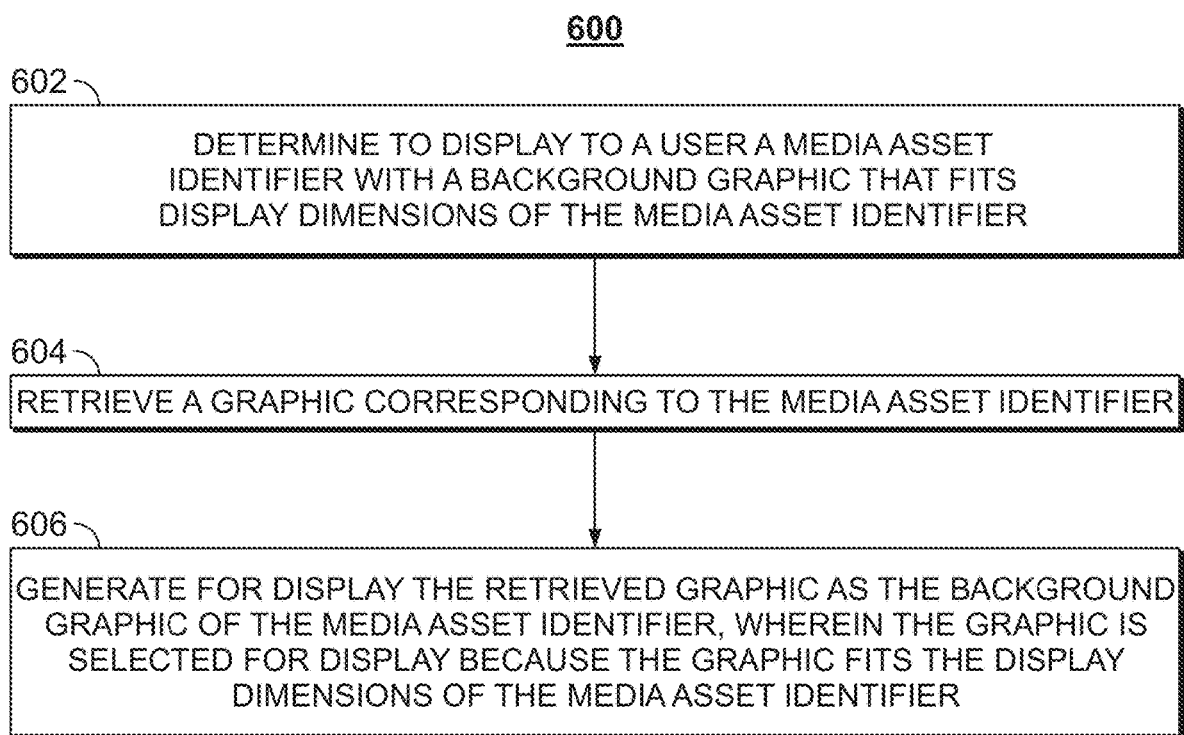 600
602
DETERMINE TO DISPLAY TO A USER A MEDIA ASSET
IDENTIFIER WITH A BACKGROUND GRAPHIC THAT FITS
DISPLAY DIMENSIONS OF THE MEDIA ASSET IDENTIFIER
604
RETRIEVE A GRAPHIC CORRESPONDING TO THE MEDIA ASSET IDENTIFIER
606
GENERATE FOR DISPLAY THE RETRIEVED GRAPHIC AS THE BACKGROUND
GRAPHIC OF THE MEDIA ASSET IDENTIFIER, WHEREIN THE GRAPHIC IS
SELECTED FOR DISPLAY BECAUSE THE GRAPHIC FITS THE DISPLAY
DIMENSIONS OF THE MEDIA ASSET IDENTIFIER